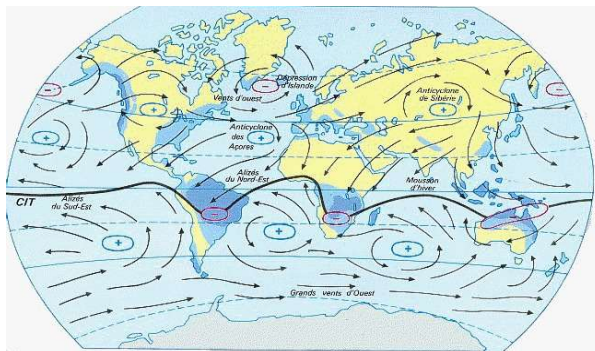 Dépression
d'Islande
Vents d'ouest
Anticyclone
de Sibérie
Anticyclone
des
Açores
Alizés
du Nord-Est
Mousson
d'hiver
CIT
Alizés
du Sud-Est
Grands vents d'Ouest
-
-
-
+
+
+
+
-
-
+
+
+